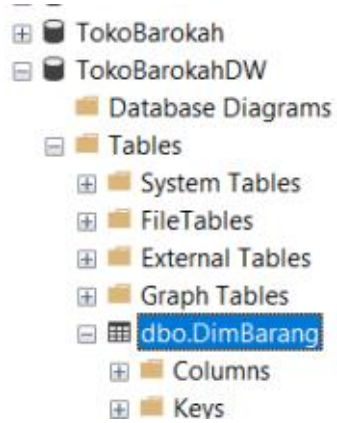 TokoBarokah
TokoBarokahDW
Database Diagrams
Tables
System Tables
FileTables
External Tables
Graph Tables
dbo.DimBarang
Columns
Keys